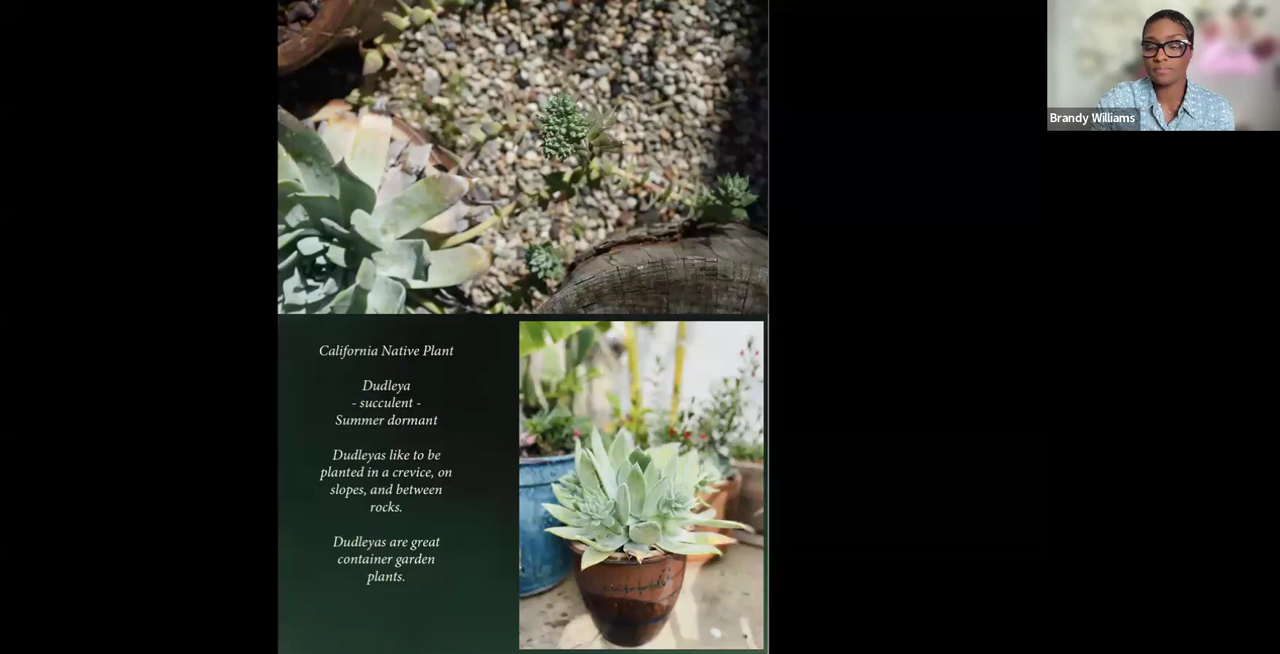 Brandy Williams
California Native Plant
Dudleya
- succulent -
Summer dormant
Dudleyas like to be
planted in a crevice, on
slopes, and between
rocks.
Dudleyas are great
container garden
plants.